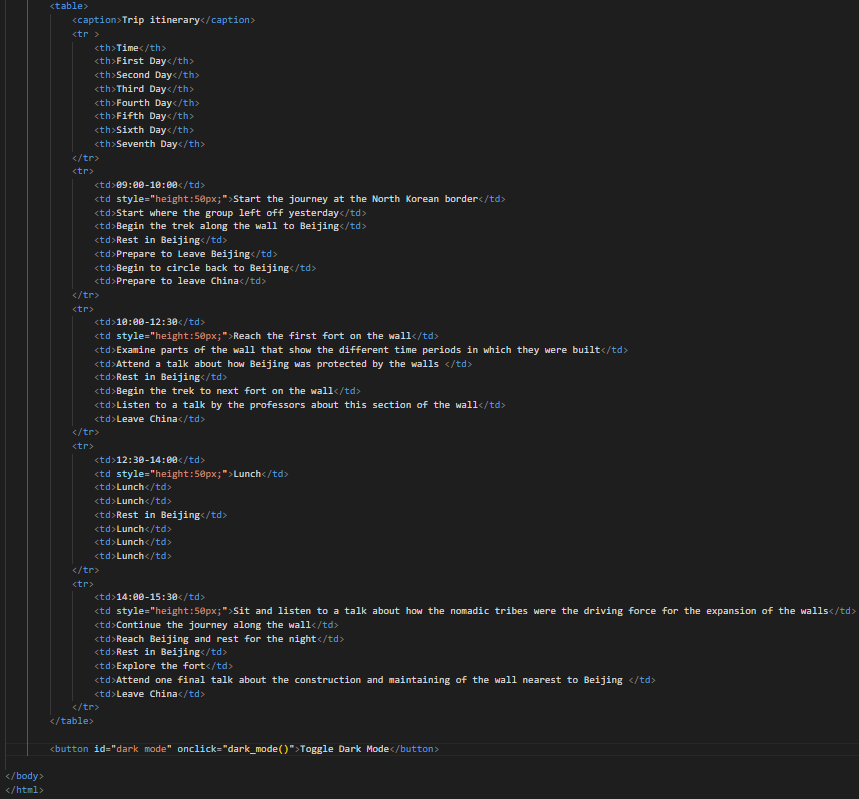 <table>
<caption>Trip itinerary</caption>
<tr >
<th>Time</th>
<th>First Day</th>
<th>Second Day</th>
<th>Third Day</th>
<th>Fourth Day</th>
<th>Fifth Day</th>
<th>Sixth Day</th>
<th>Seventh Day</th>
</tr>
<tr>
<td>09:00-10:00</td>
<td style="height:50px;">Start the journey at the North Korean border</td>
<td>Start where the group left off yesterday</td>
<td>Begin the trek along the wall to Beijing</td>
<td>Rest in Beijing</td>
<td>Prepare to Leave Beijing</td>
<td>Begin to circle back to Beijing</td>
<td>Prepare to leave China</td>
</tr>
<tr>
<td>10:00-12:30</td>
<td style="height:50px;">Reach the first fort on the wall</td>
<td>Examine parts of the wall that show the different time periods in which they were built</td>
<td>Attend a talk about how Beijing was protected by the walls </td>
<td>Rest in Beijing</td>
<td>Begin the trek to next fort on the wall</td>
<td>Listen to a talk by the professors about this section of the wall</td>
<td>Leave China</td>
</tr>
<tr>
<td>12:30-14:00</td>
<td style="height:50px;">Lunch</td>
<td>Lunch</td>
<td>Lunch</td>
<td>Rest in Beijing</td>
<td>Lunch</td>
<td>Lunch</td>
<td>Lunch</td>
</tr>
<tr>
<td>14:00-15:30</td>
<td style="height:50px;">Sit and listen to a talk about how the nomadic tribes were the driving force for the expansion of the walls</td>
<td>Continue the journey along the wall</td>
<td>Reach Beijing and rest for the night</td>
<td>Rest in Beijing</td>
<td>Explore the fort</td>
<td>Attend one final talk about the construction and maintaining of the wall nearest to Beijing </td>
<td>Leave China</td>
</tr>
</table>
<button id="dark mode" onclick="dark_mode()">Toggle Dark Mode</button>
</body>
</html>